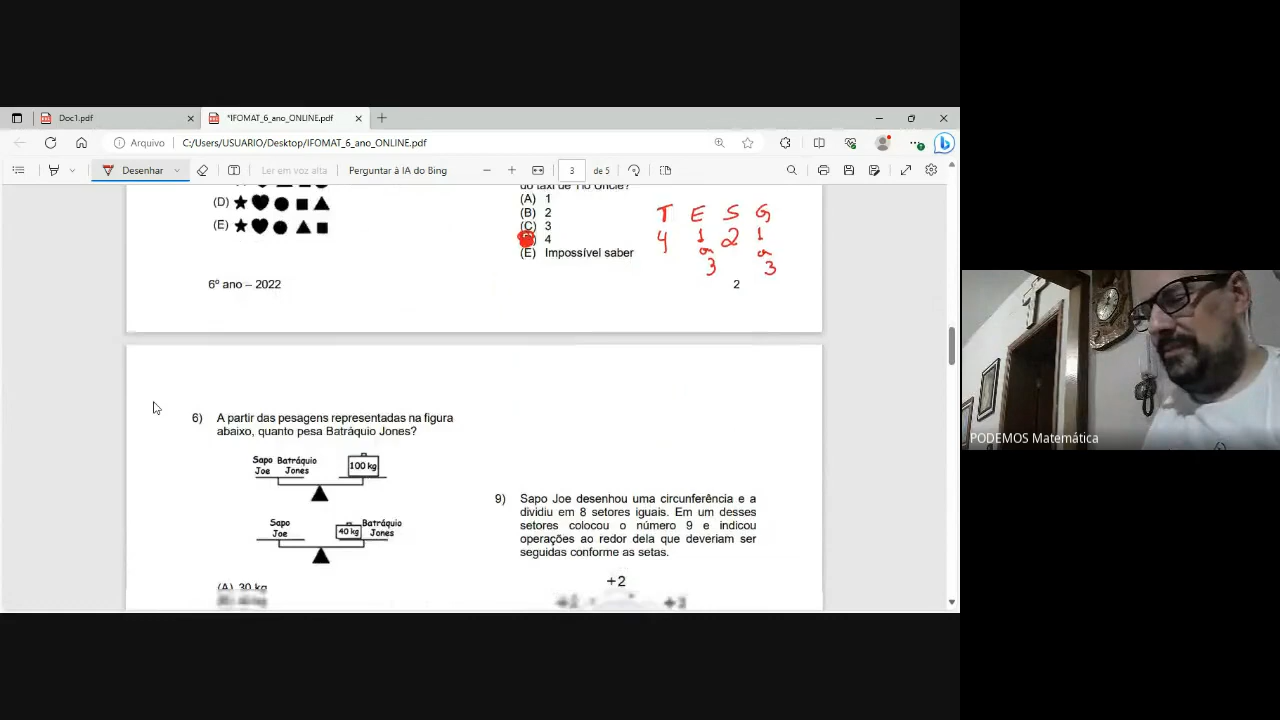 Doc1.pdf
*IFOMAT_6_ano_ONLINE.pdf
Arquivo
C:/Users/USUARIO/Desktop/IFOMAT_6_ano_ONLINE.pdf
Desenhar
Ler em voz alta
Perguntar à IA do Bing
3
de 5
(D)
(E)
6º ano – 2022
do táxi de Tio Uncle?
(A) 1
(B) 2
(C) 3
4
(E) Impossível saber
T E S G
4 1 2 1
a a
3 3
2
6) A partir das pesagens representadas na figura
abaixo, quanto pesa Batráquio Jones?
Sapo Batráquio
Joe Jones
100 kg
Sapo
Joe
40 kg
Batráquio
Jones
(A) 30 kg
9) Sapo Joe desenhou uma circunferência e a
dividiu em 8 setores iguais. Em um desses
setores colocou o número 9 e indicou
operações ao redor dela que deveriam ser
seguidas conforme as setas.
+2
PODEMOS Matemática